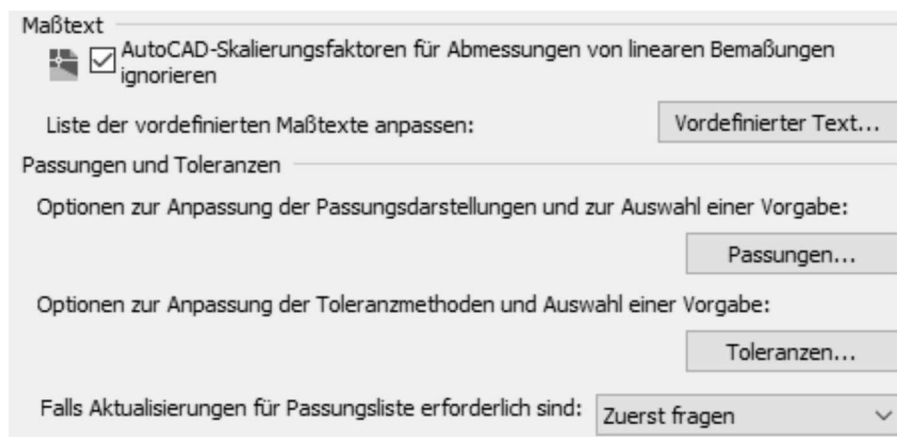 Maßtext
AutoCAD-Skalierungsfaktoren für Abmessungen von linearen Bemaßungen
ignorieren
Liste der vordefinierten Maßtexte anpassen:
Vordefinierter Text...
Passungen und Toleranzen
Optionen zur Anpassung der Passungsdarstellungen und zur Auswahl einer Vorgabe:
Passungen...
Optionen zur Anpassung der Toleranzmethoden und Auswahl einer Vorgabe:
Toleranzen...
Falls Aktualisierungen für Passungsliste erforderlich sind:
Zuerst fragen